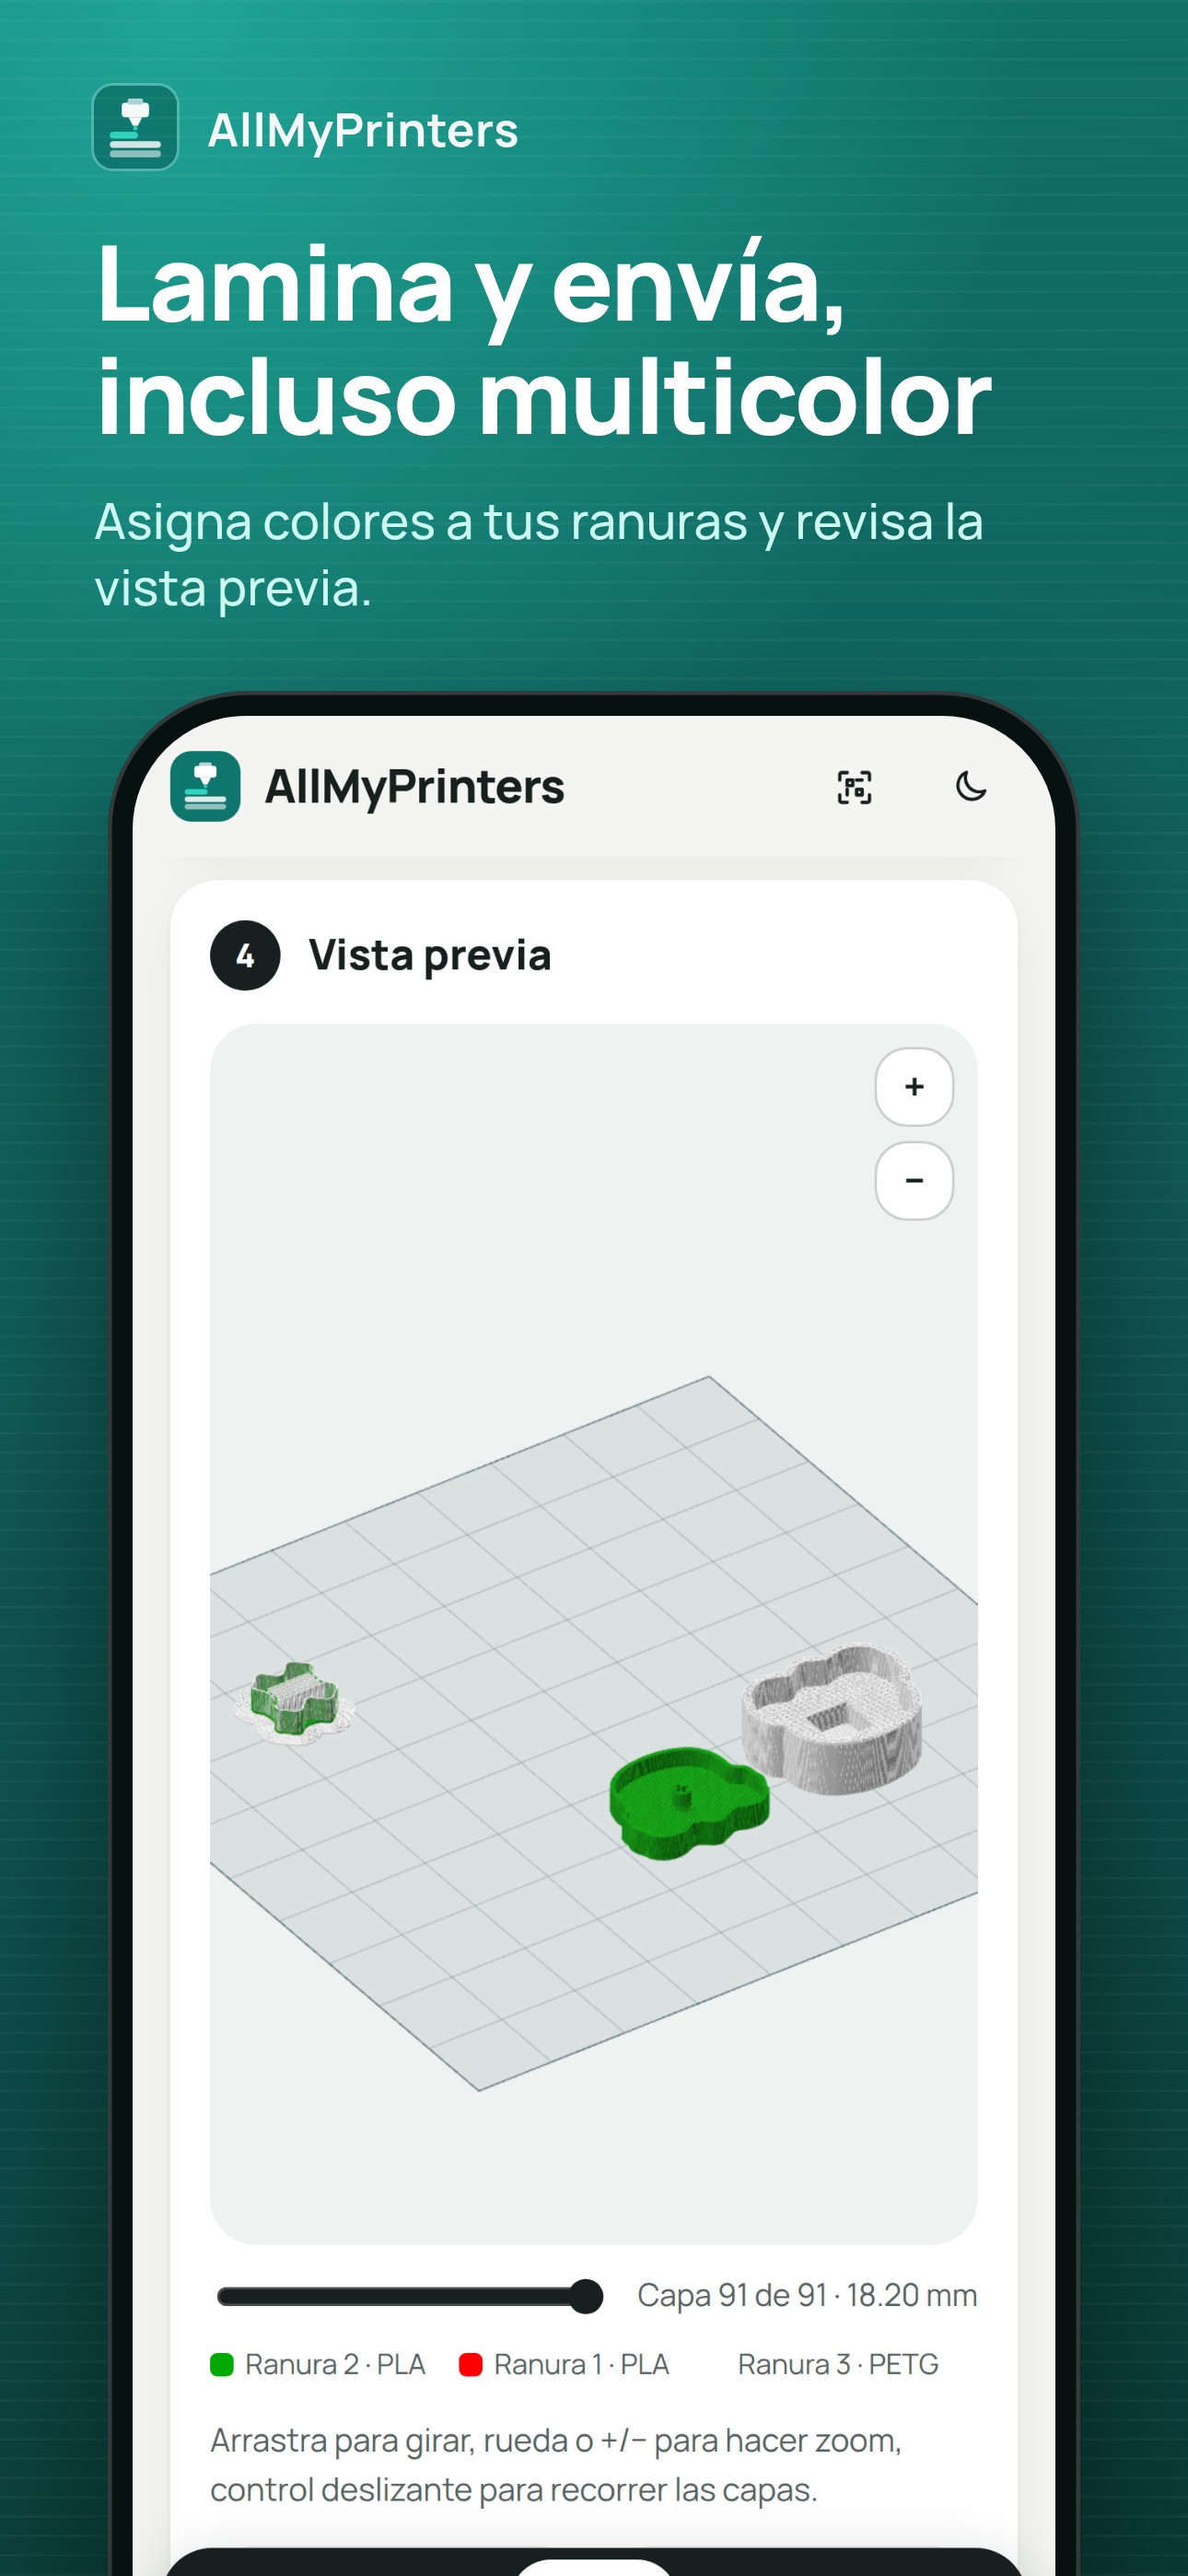 AllMyPrinters
Lamina y envía,
incluso multicolor
Asigna colores a tus ranuras y revisa la
vista previa.
AllMyPrinters
4 Vista previa
+
−
Capa 91 de 91 · 18.20 mm
Ranura 2 · PLA Ranura 1 · PLA Ranura 3 · PETG
Arrastra para girar, rueda o +/− para hacer zoom,
control deslizante para recorrer las capas.